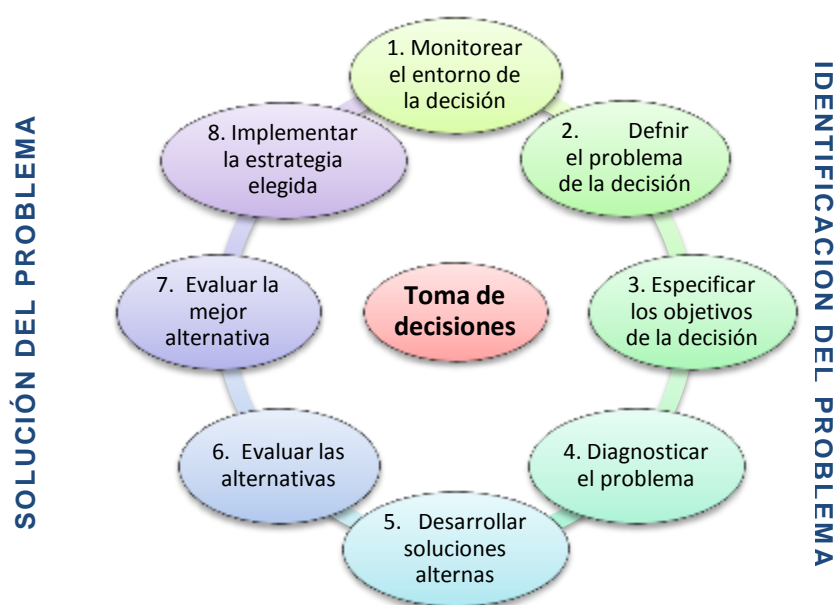 1. Monitorear
el entorno de
la decisión
2. Defnir
el problema
de la decisión
3. Especificar
los objetivos
de la decisión
4. Diagnosticar
el problema
5. Desarrollar
soluciones
alternas
6. Evaluar las
alternativas
7. Evaluar la
mejor
alternativa
8. Implementar
la estrategia
elegida
Toma de
decisiones
SOLUCIÓN DEL PROBLEMA
IDENTIFICACION DEL PROBLEMA